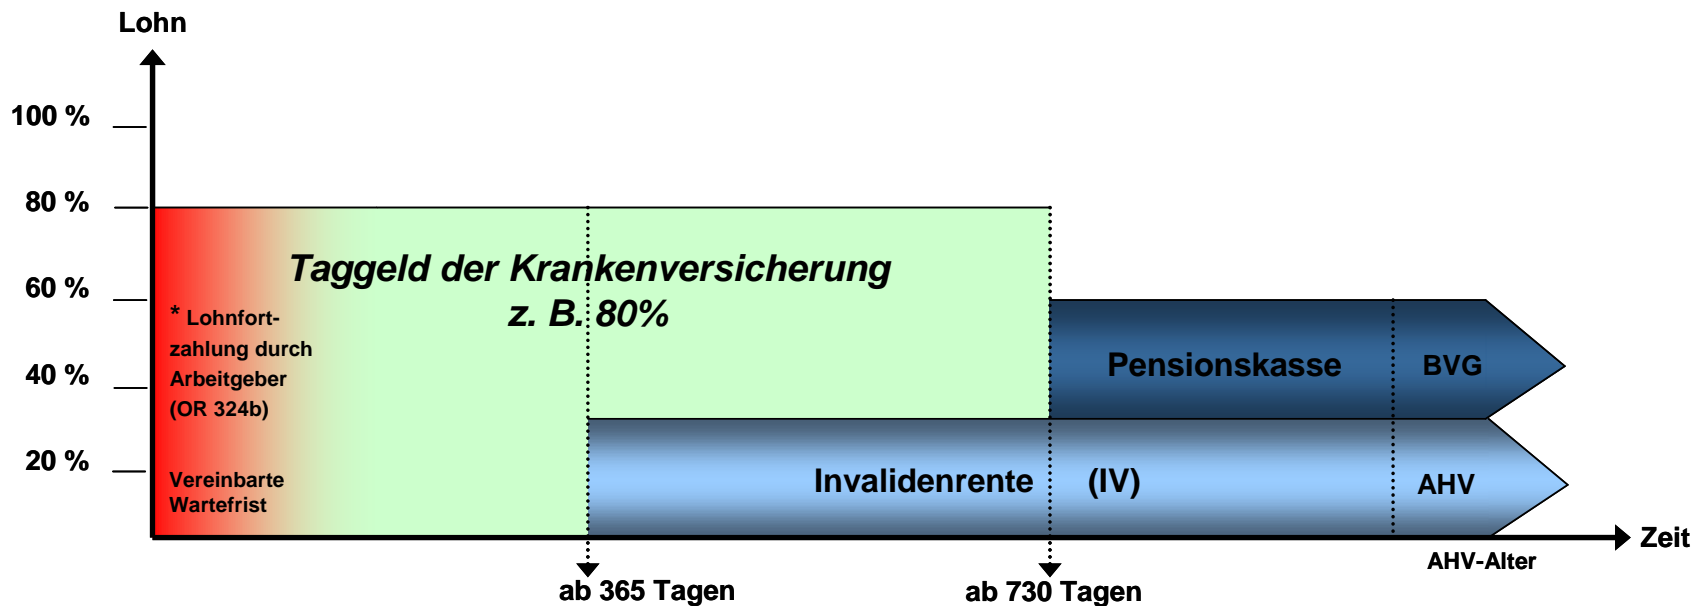 Lohn
100 %
80 %
Taggeld der Krankenversicherung
z. B. 80%
60 %
* Lohnfort-
zahlung durch
Arbeitgeber
(OR 324b)
40 %
Pensionskasse BVG
20 %
Vereinbarte
Wartefrist
Invalidenrente (IV) AHV
Zeit
AHV-Alter
ab 365 Tagen ab 730 Tagen